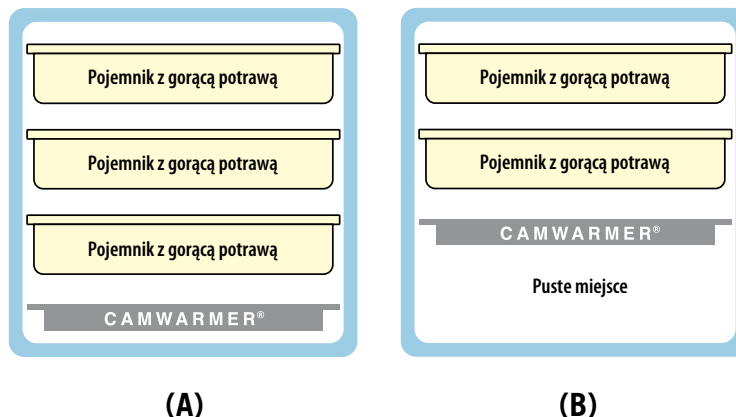 Pojemnik z gorącą potrawą
Pojemnik z gorącą potrawą
Pojemnik z gorącą potrawą
CAMWARMER®
(A)
Pojemnik z gorącą potrawą
Pojemnik z gorącą potrawą
CAMWARMER®
Puste miejsce
(B)